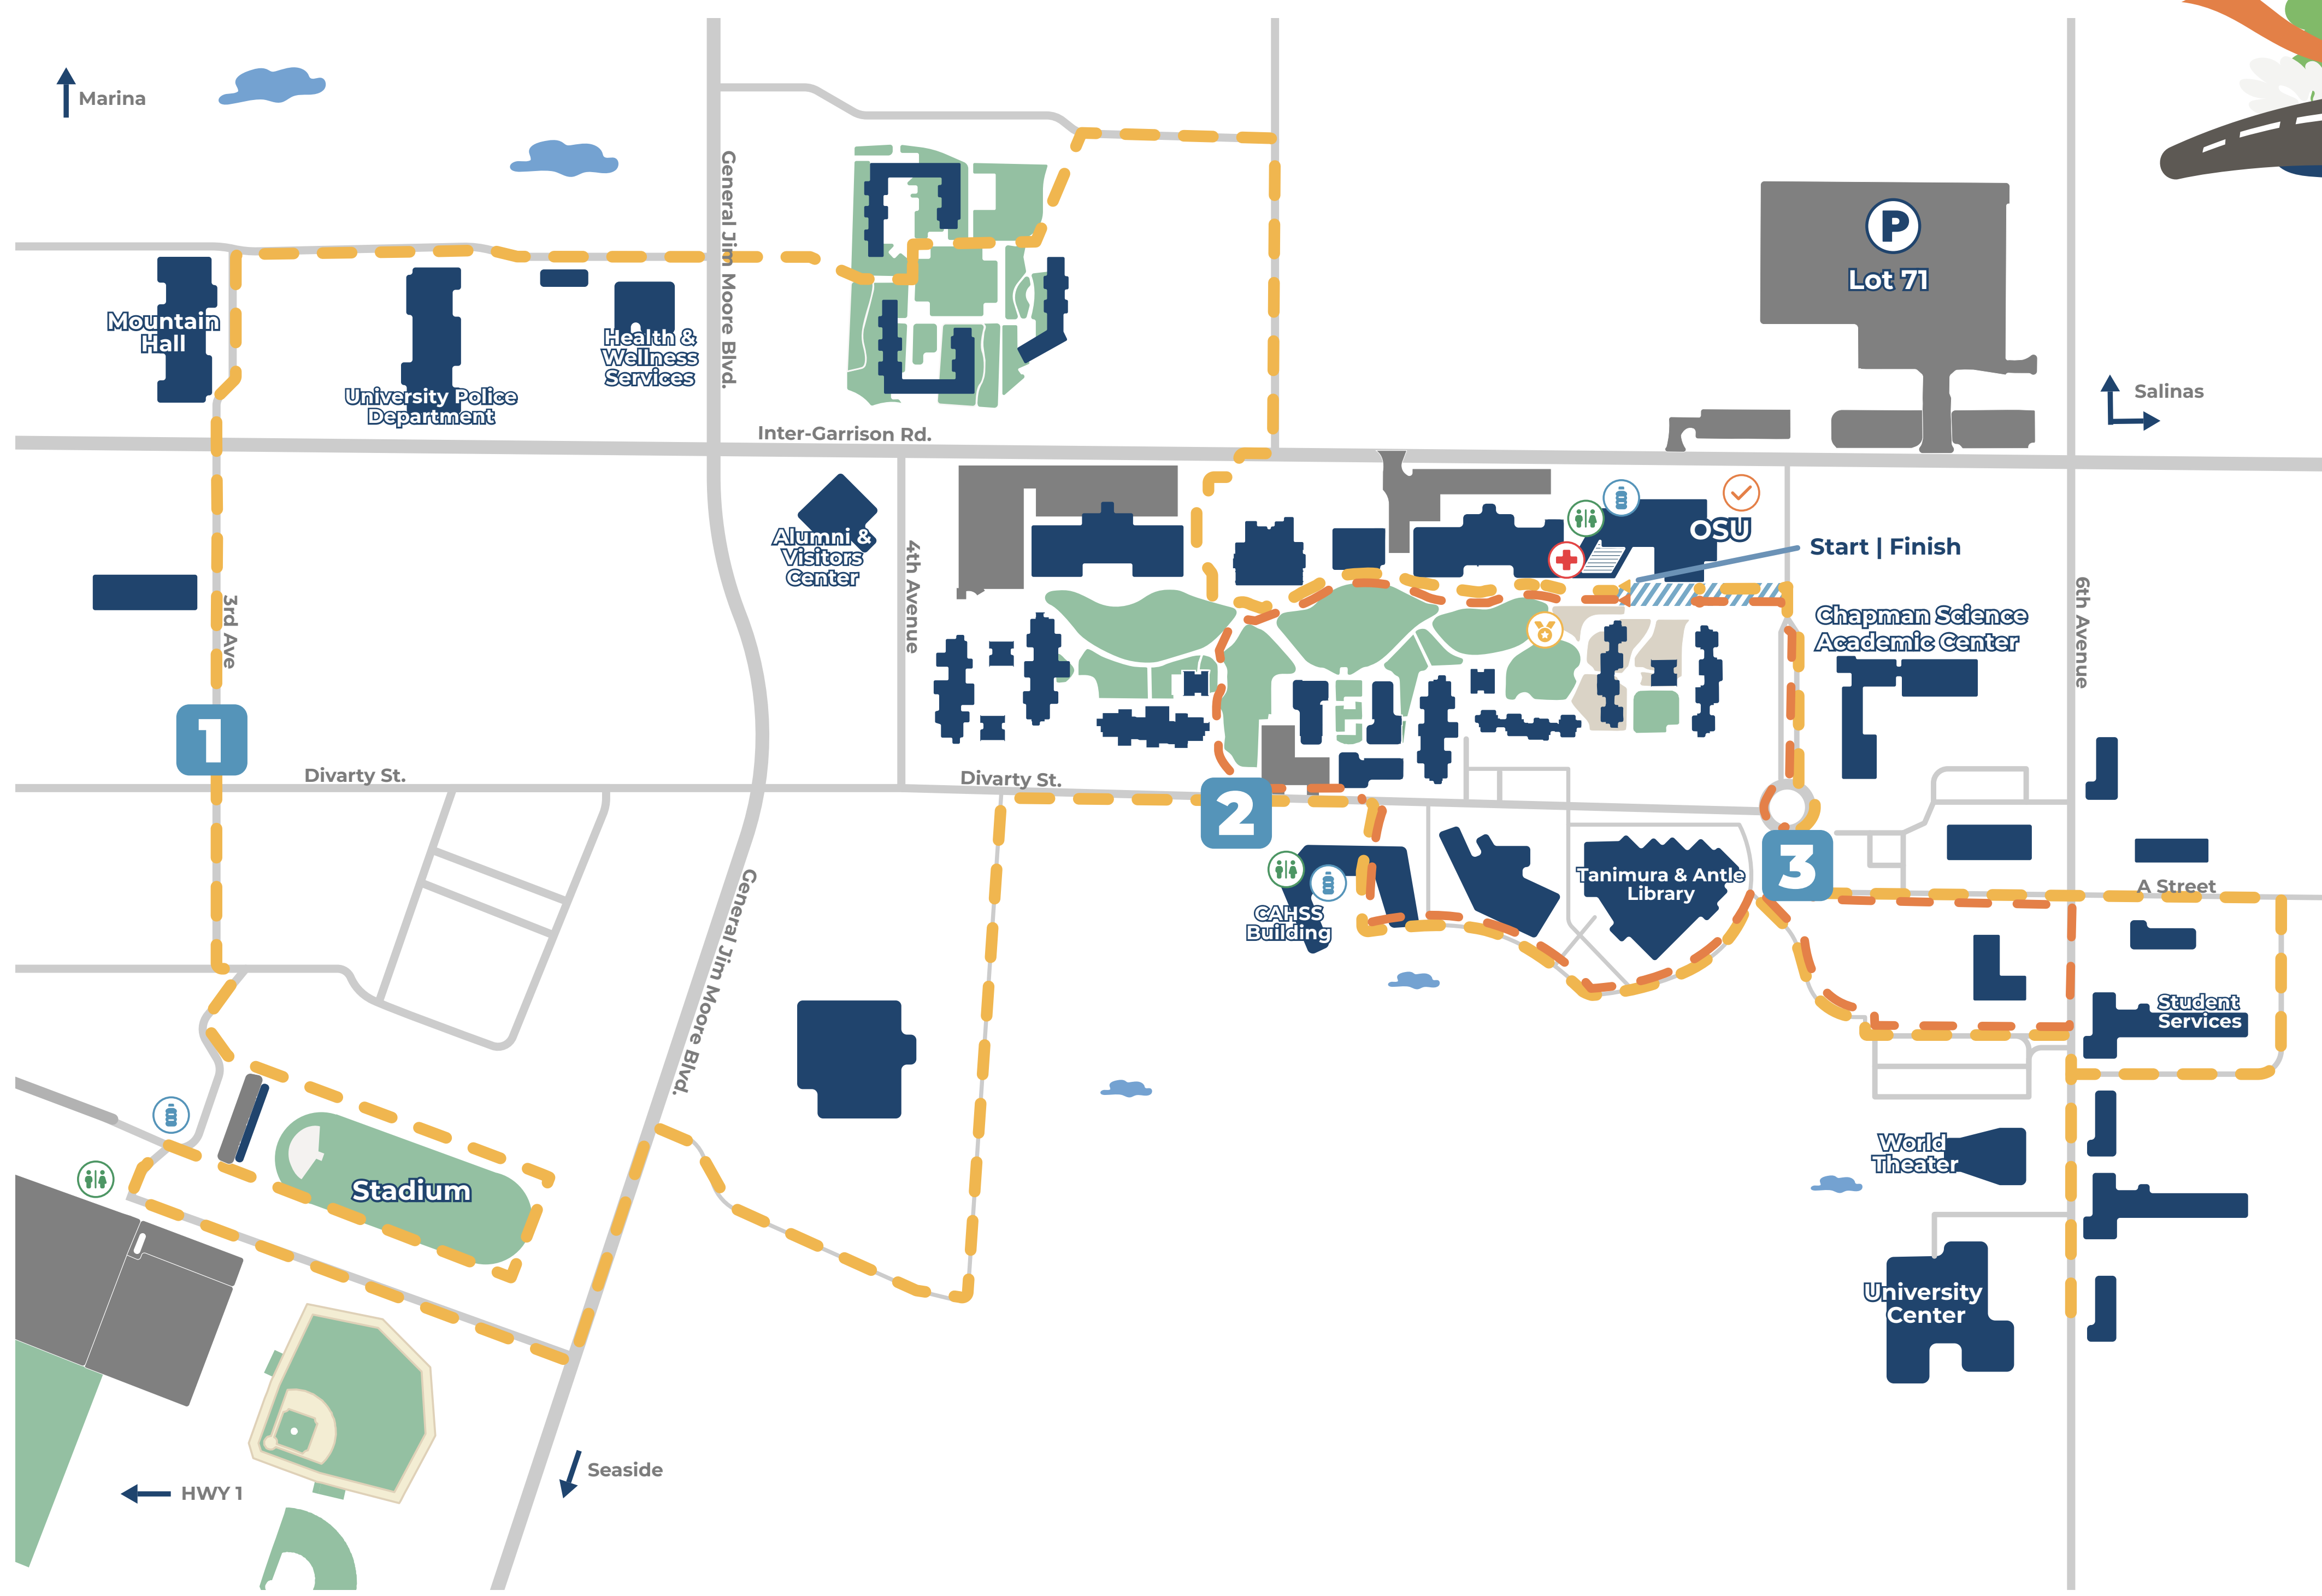 Marina
General Jim Moore Blvd.
P
Lot 71
Mountain
Hall
University Police
Department
Health &
Wellness
Services
Salinas
Inter-Garrison Rd.
Alumni &
Visitors
Center
4th Avenue
OSU
Start | Finish
3rd Ave
6th Avenue
Chapman Science
Academic Center
1
Divarty St.
Divarty St.
2
3
General Jim Moore Blvd.
Tanimura & Antle
Library
A Street
CAHSS
Building
Student
Services
Stadium
World
Theater
University
Center
Seaside
HWY 1